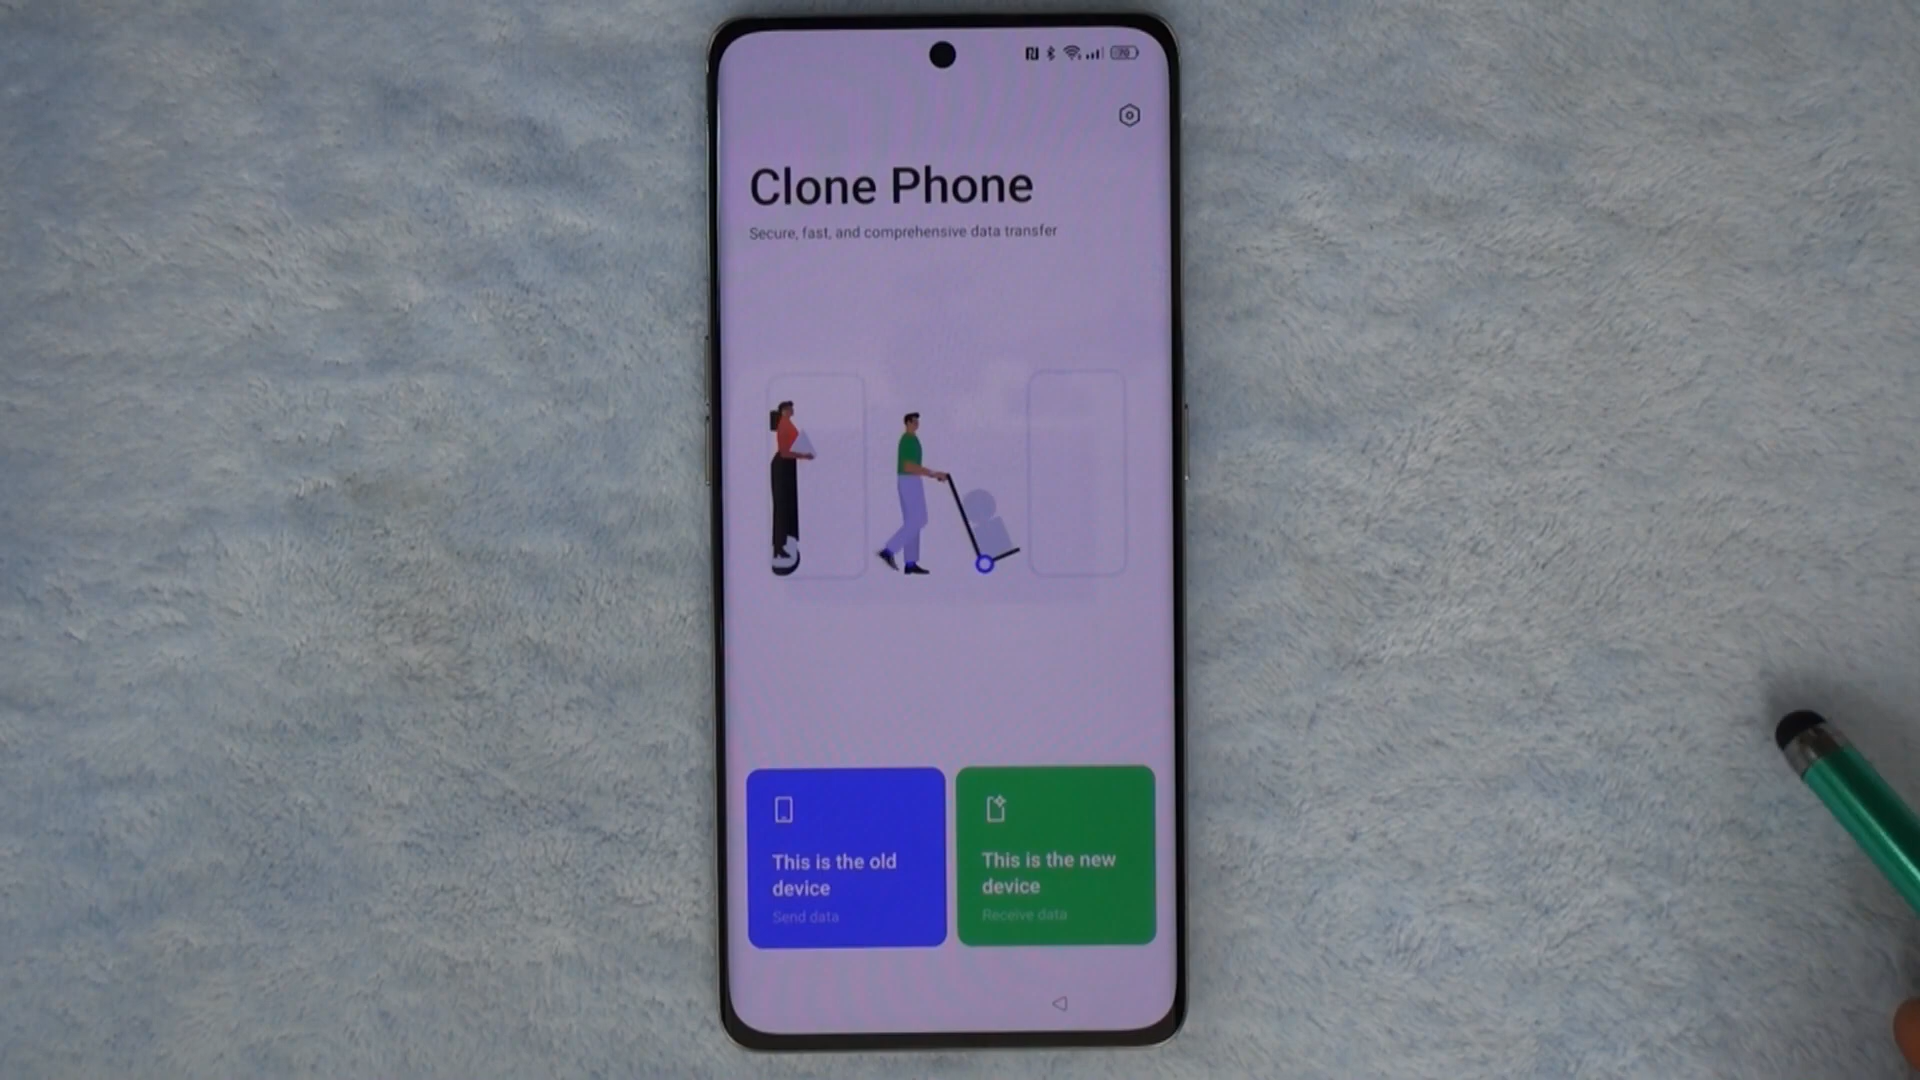 70
Clone Phone
Secure, fast, and comprehensive data transfer
This is the old
device
Send data
This is the new
device
Receive data